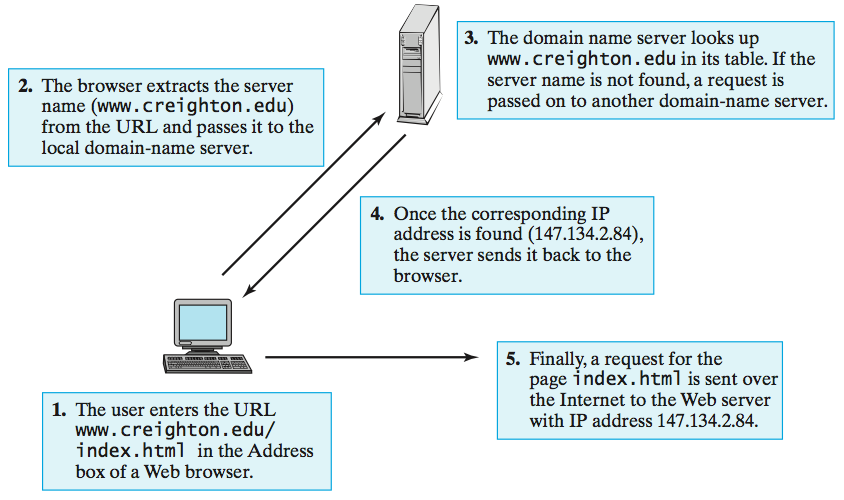 3. The domain name server looks up
www.creighton.edu in its table. If the
server name is not found, a request is
passed on to another domain-name server.
2. The browser extracts the server
name (www.creighton.edu)
from the URL and passes it to the
local domain-name server.
4. Once the corresponding IP
address is found (147.134.2.84),
the server sends it back to the
browser.
5. Finally, a request for the
page index.html is sent over
the Internet to the Web server
with IP address 147.134.2.84.
1. The user enters the URL
www.creighton.edu/
index.html in the Address
box of a Web browser.